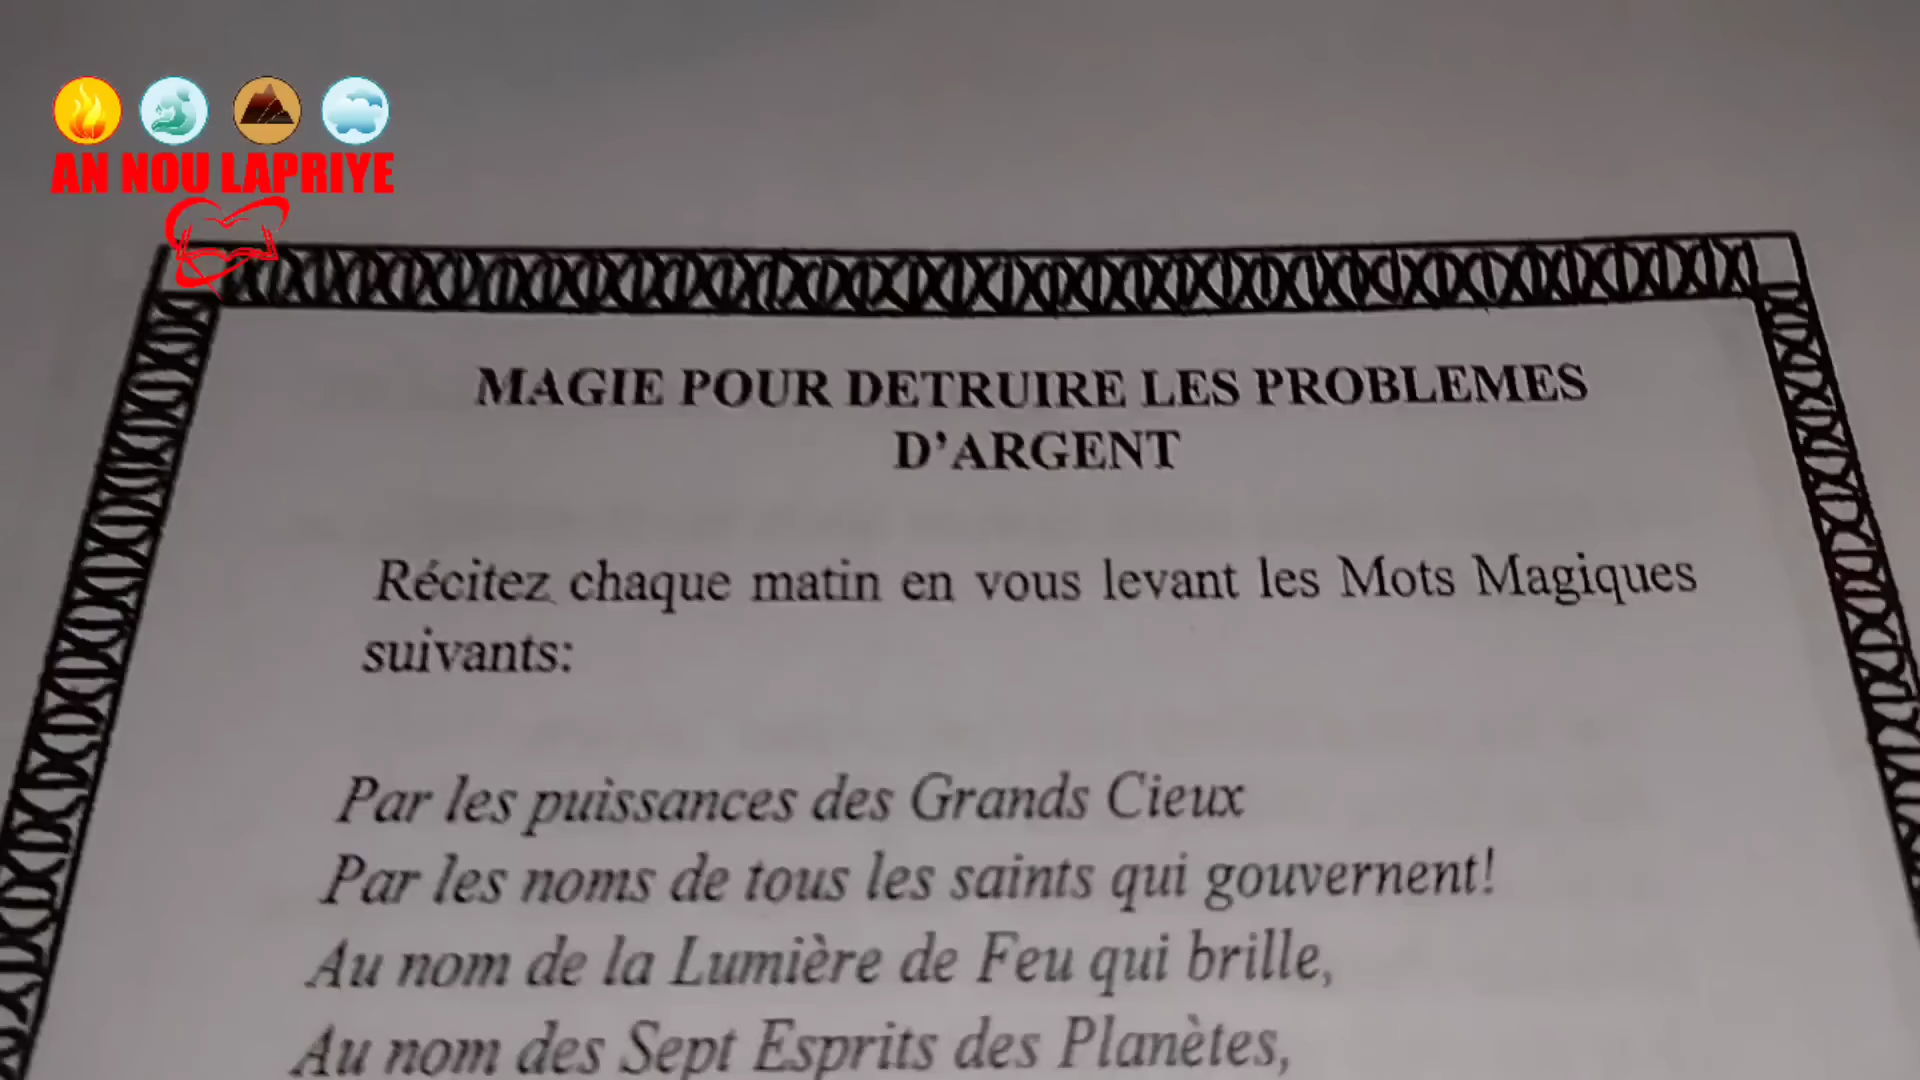 AN NOU LAPRIYE
MAGIE POUR DETRUIRE LES PROBLEMES
D'ARGENT
Récitez chaque matin en vous levant les Mots Magiques
suivants:
Par les puissances des Grands Cieux
Par les noms de tous les saints qui gouvernent!
Au nom de la Lumière de Feu qui brille,
Au nom des Sept Esprits des Planètes,